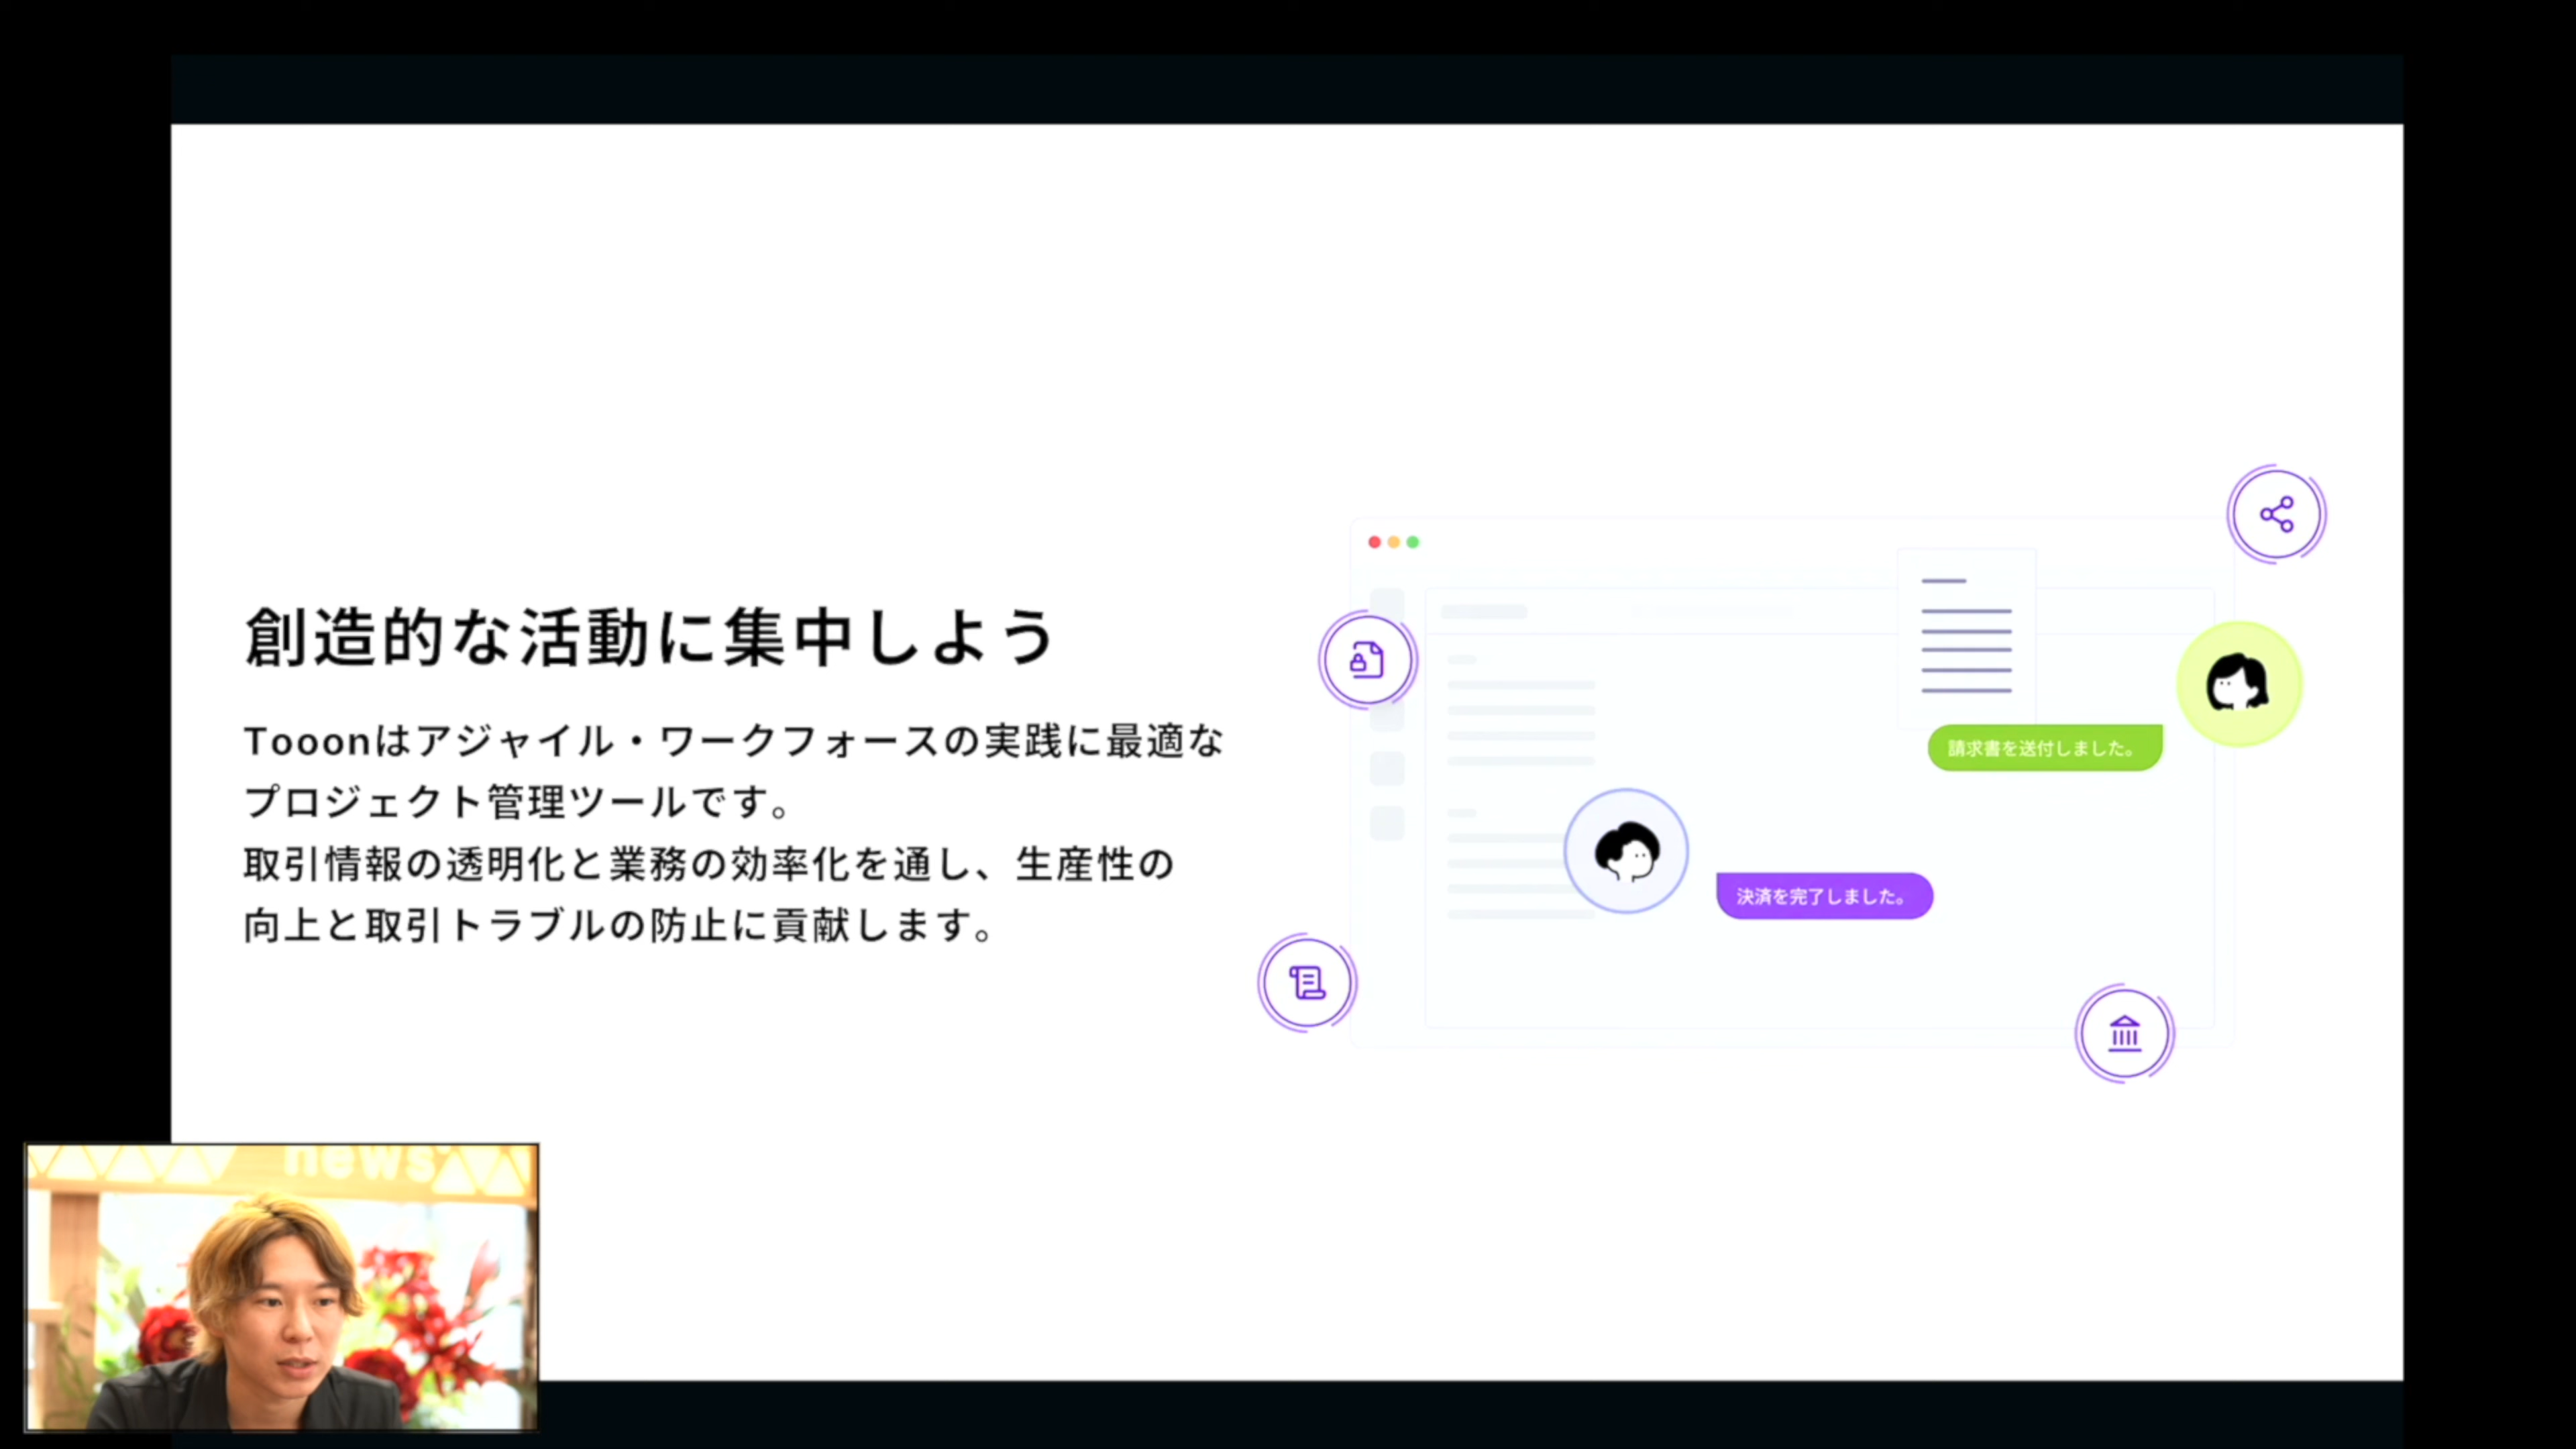 創造的な活動に集中しよう
Tooonはアジャイル・ワークフォースの実践に最適な
プロジェクト管理ツールです。
取引情報の透明化と業務の効率化を通し、生産性の
向上と取引トラブルの防止に貢献します。
請求書を送付しました。
決済を完了しました。
news